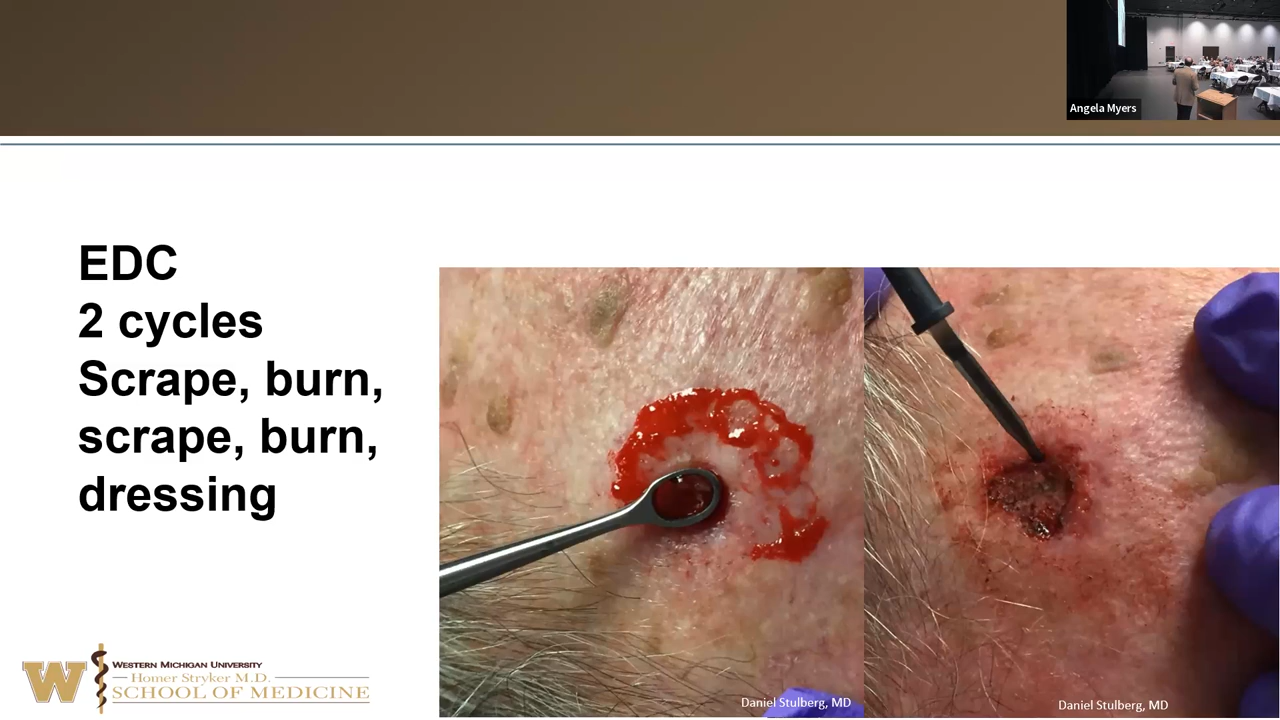 Angela Myers
EDC
2 cycles
Scrape, burn,
scrape, burn,
dressing
W
WESTERN MICHIGAN UNIVERSITY
Homer Stryker M.D.
SCHOOL OF MEDICINE
Daniel Stulberg, MD
Daniel Stulberg, MD